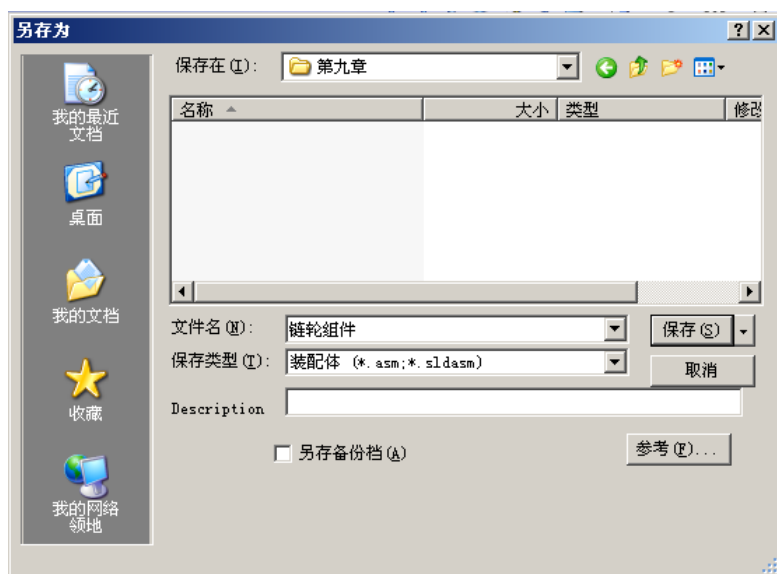 另存为
保存在(I):
第九章
我的最近
文档
桌面
我的文档
收藏
我的网络
领地
名称
大小
类型
修改
文件名(N):
链轮组件
保存(S)
保存类型(T):
装配体 (*.asm;*.sldasm)
取消
Description
另存备份档(A)
参考(F)...